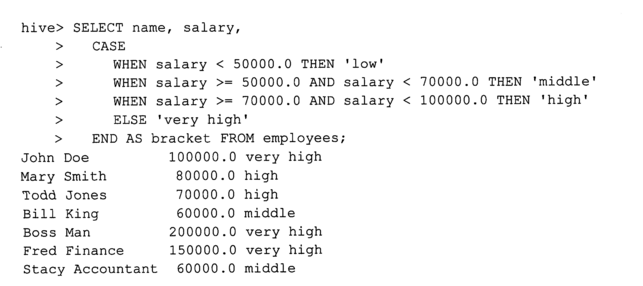 hive> SELECT name, salary,
    >    CASE
    >      WHEN salary < 50000.0 THEN 'low'
    >      WHEN salary >= 50000.0 AND salary < 70000.0 THEN 'middle'
    >      WHEN salary >= 70000.0 AND salary < 100000.0 THEN 'high'
    >      ELSE 'very high'
    >    END AS bracket FROM employees;
John Doe         100000.0 very high
Mary Smith        80000.0 high
Todd Jones        70000.0 high
Bill King         60000.0 middle
Boss Man         200000.0 very high
Fred Finance     150000.0 very high
Stacy Accountant  60000.0 middle